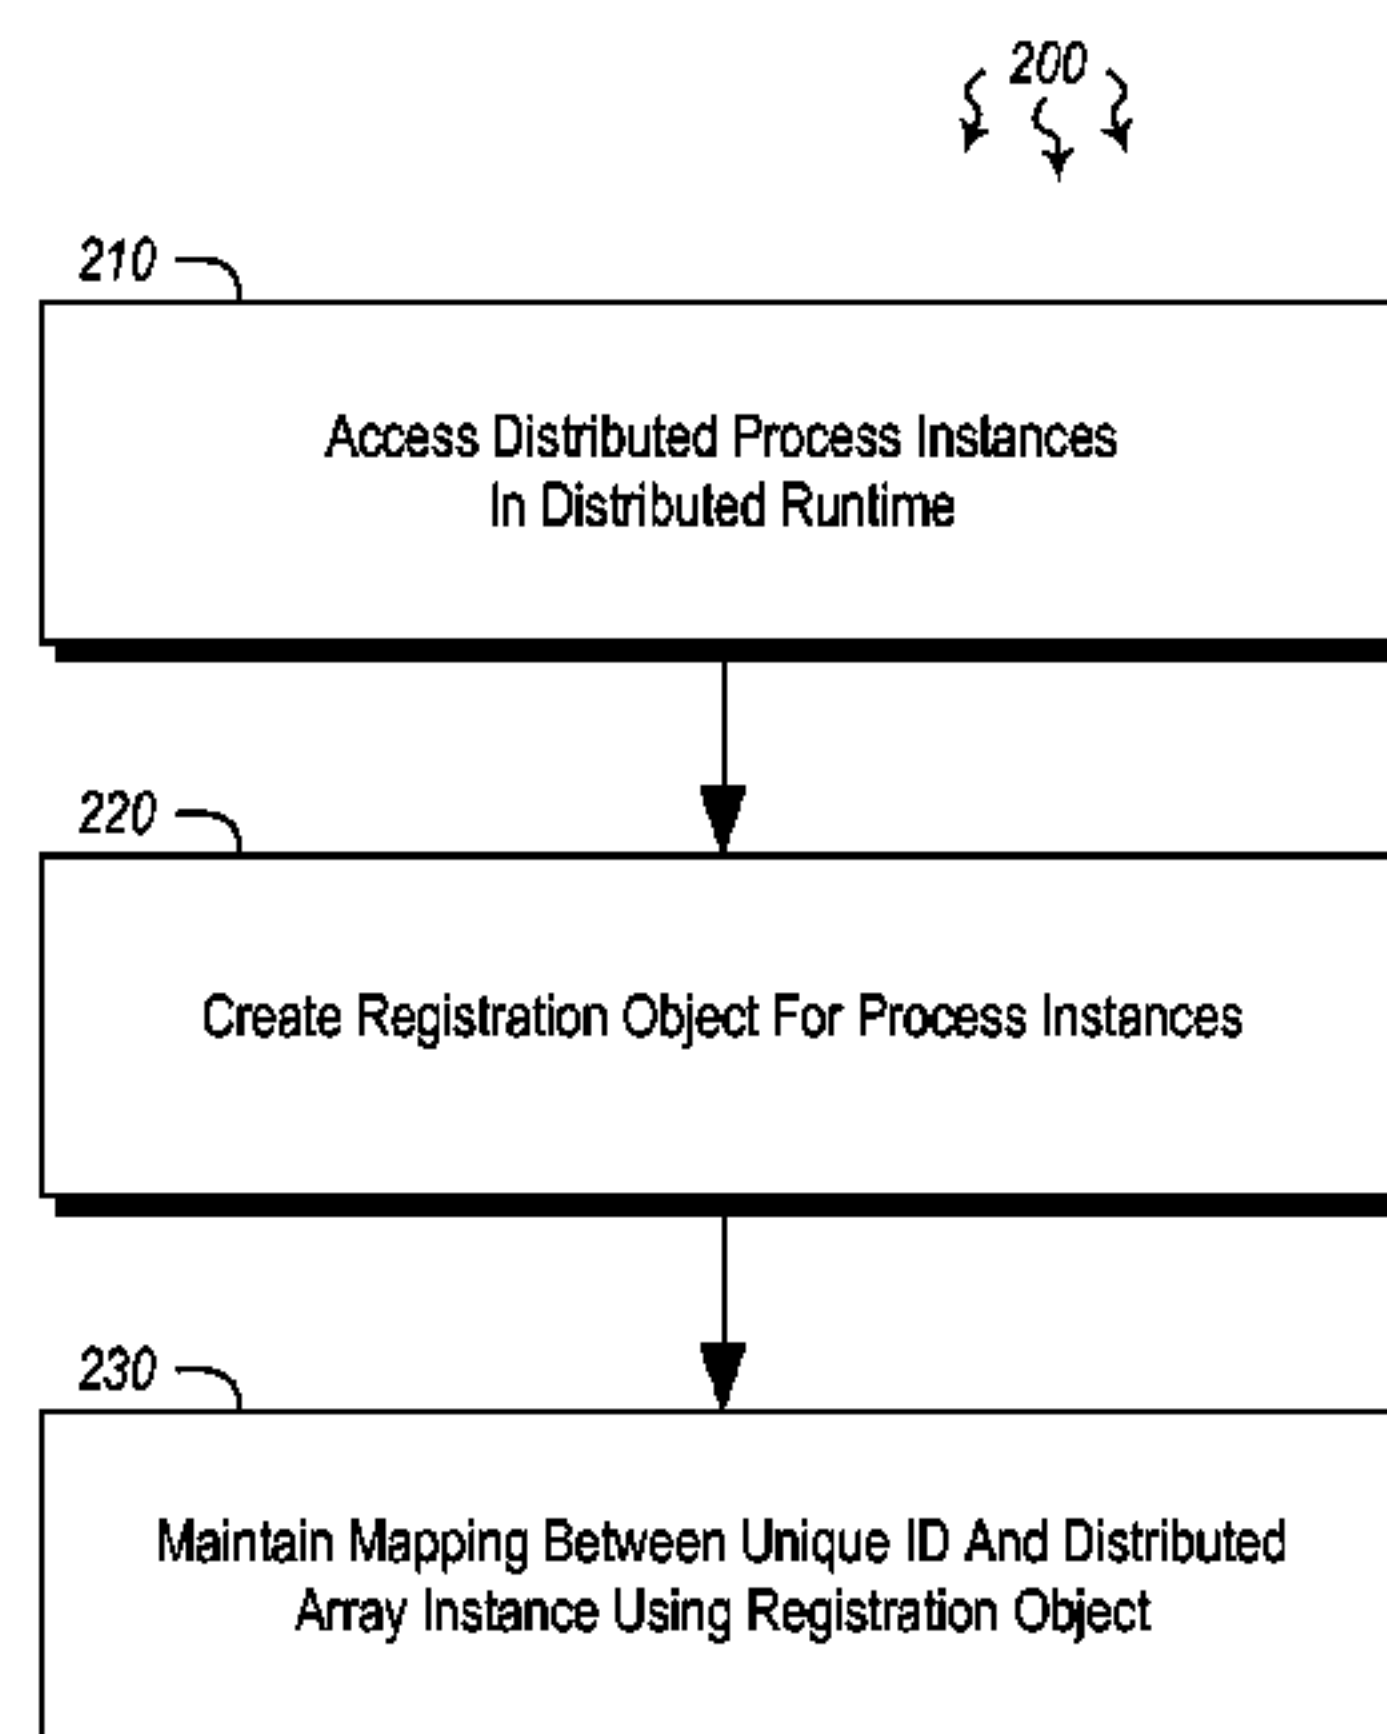 200
210
Access Distributed Process Instances
In Distributed Runtime
220
Create Registration Object For Process Instances
230
Maintain Mapping Between Unique ID And Distributed
Array Instance Using Registration Object